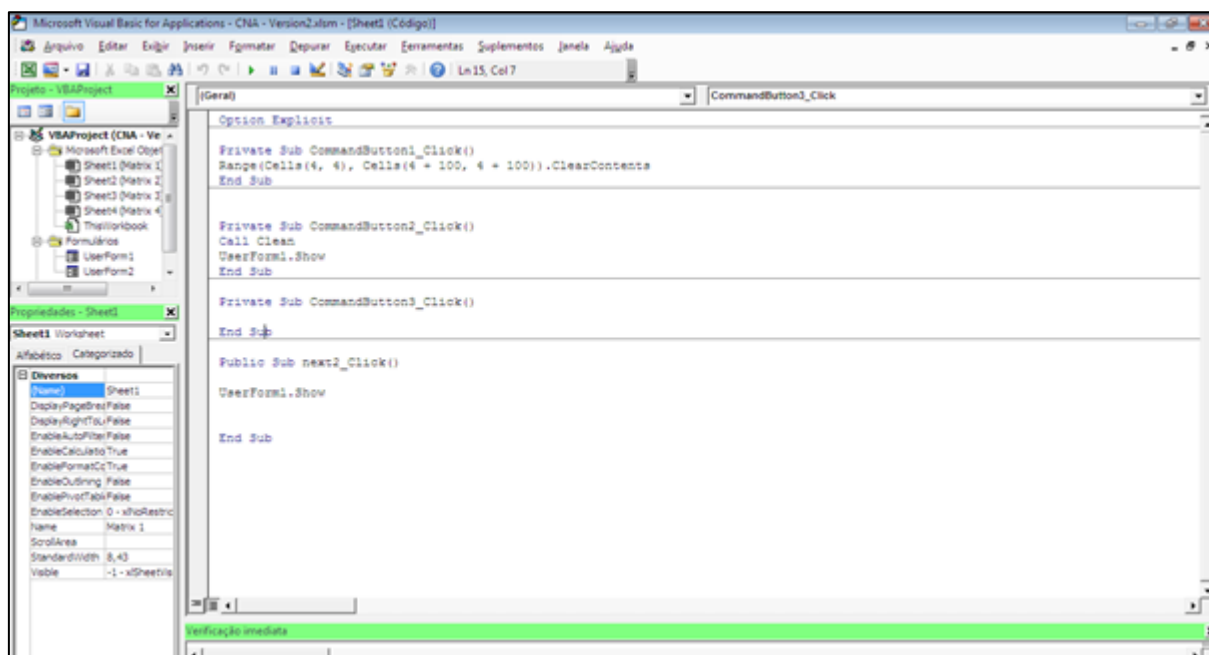 Microsoft Visual Basic for Applications - CNA - Version2.xlsm - [Sheet1 (Código)]
Arquivo Editar Exibir Inserir Formatar Depurar Executar Ferramentas Suplementos Janela Ajuda
Ln 15, Col 7
Projeto - VBAProject
VBAProject (CNA - Ve
Microsoft Excel Objet
Sheet1 (Matrix 1)
Sheet2 (Matrix 2)
Sheet3 (Matrix 3)
Sheet4 (Matrix 4
ThisWorkbook
Formulários
UserForm1
UserForm2
Propriedades - Sheet1
Sheet1 Worksheet
Alfabético Categorizado
Diversos
(Name) Sheet1
DisplayPageBrea False
DisplayRightToL False
EnableAutoFilter False
EnableCalculatio True
EnableFormatCo True
EnableOutlining False
EnablePivotTabl False
EnableSelection 0 - xlNoRestric
Name Matrix 1
ScrollArea
StandardWidth 8,43
Visible -1 - xlSheetVis
(Geral) CommandButton3_Click
Option Explicit
Private Sub CommandButton1_Click()
Range(Cells(4, 4), Cells(4 + 100, 4 + 100)).ClearContents
End Sub
Private Sub CommandButton2_Click()
Call Clean
UserForm1.Show
End Sub
Private Sub CommandButton3_Click()
End Sub
Public Sub next2_Click()
UserForm1.Show
End Sub
Verificação imediata